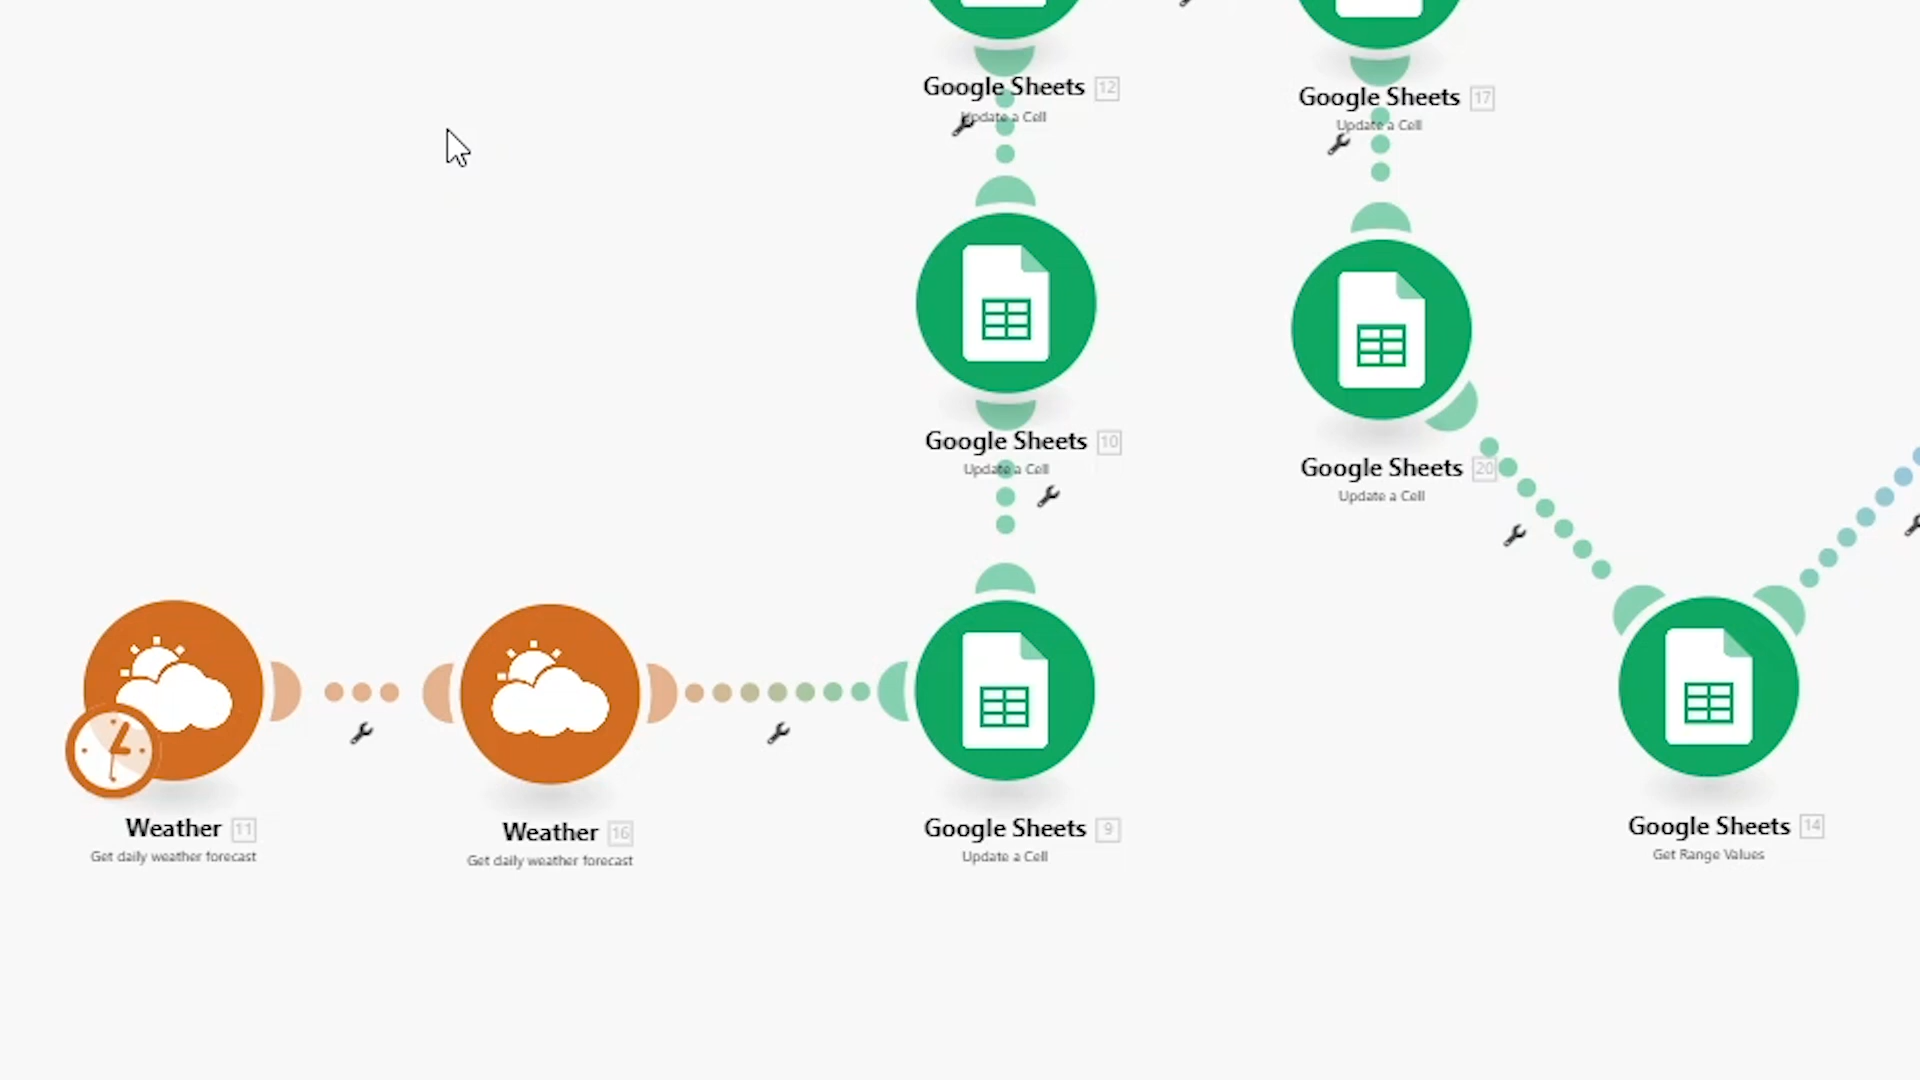 Google Sheets 12
Update a Cell
Google Sheets 17
Update a Cell
Google Sheets 10
Update a Cell
Google Sheets 20
Update a Cell
Weather 11
Get daily weather forecast
Weather 16
Get daily weather forecast
Google Sheets 9
Update a Cell
Google Sheets 14
Get Range Values